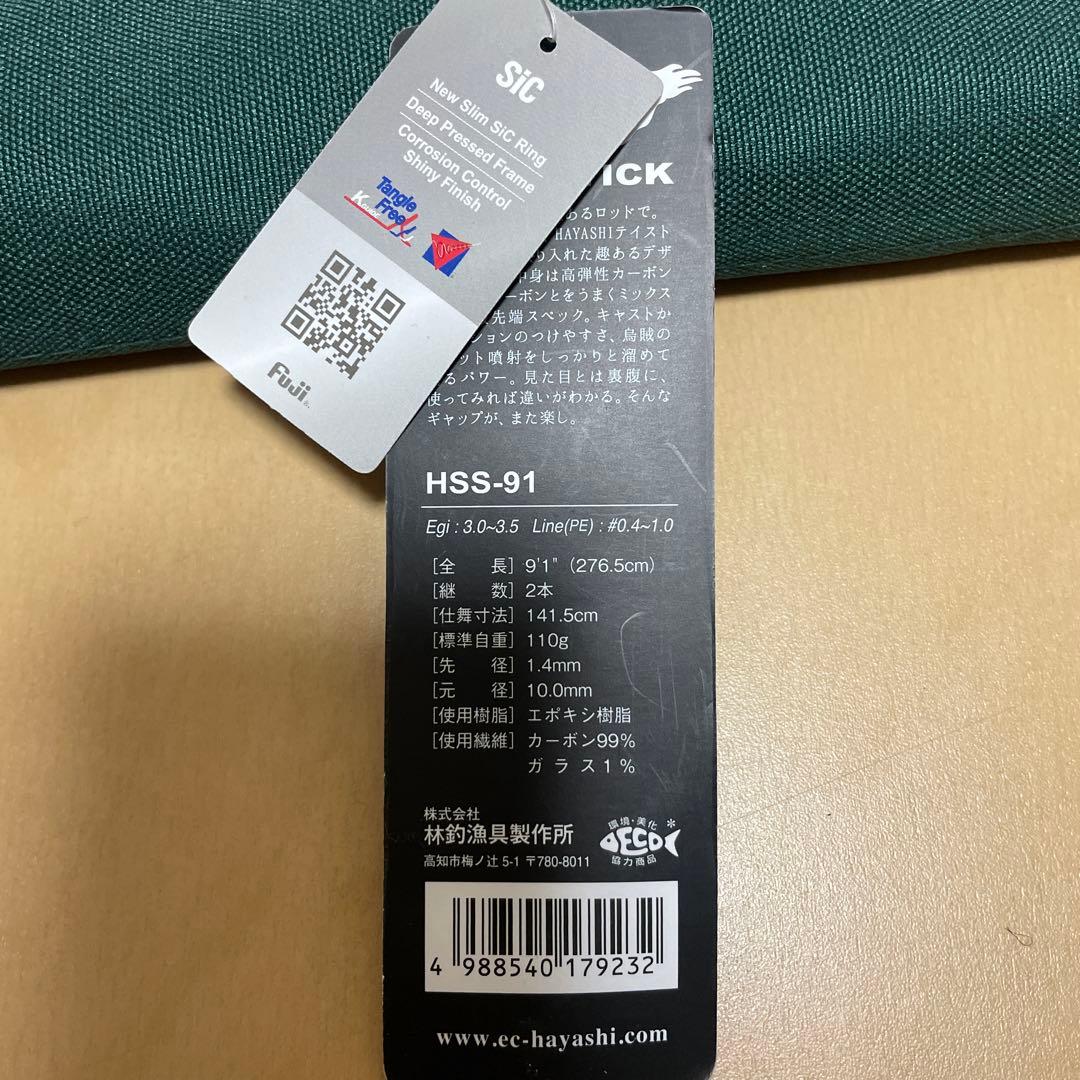 SiC
New Slim SiC Ring
Deep Pressed Frame
Corrosion Control
Shiny Finish
Tangle
Free
K GUIDE
Fuji
ICK
あるロッドで。
HAYASHIテイスト
入れた趣あるデザ
身は高弾性カーボン
ーボンとをうまくミックス
先端スペック。キャストか
ションのつけやすさ、烏賊の
ット噴射をしっかりと溜めて
るパワー。見た目とは裏腹に、
使ってみれば違いがわかる。そんな
ギャップが、また楽し。
HSS-91
Egi : 3.0~3.5 Line(PE) : #0.4~1.0
[全 長] 9'1" (276.5cm)
[継 数] 2本
[仕舞寸法] 141.5cm
[標準自重] 110g
[先 径] 1.4mm
[元 径] 10.0mm
[使用樹脂] エポキシ樹脂
[使用繊維] カーボン99%
ガラス1%
株式会社
林釣漁具製作所
高知市梅ノ辻 5-1 〒780-8011
環境・美化
ECO
協力商品
4 988540 179232
www.ec-hayashi.com